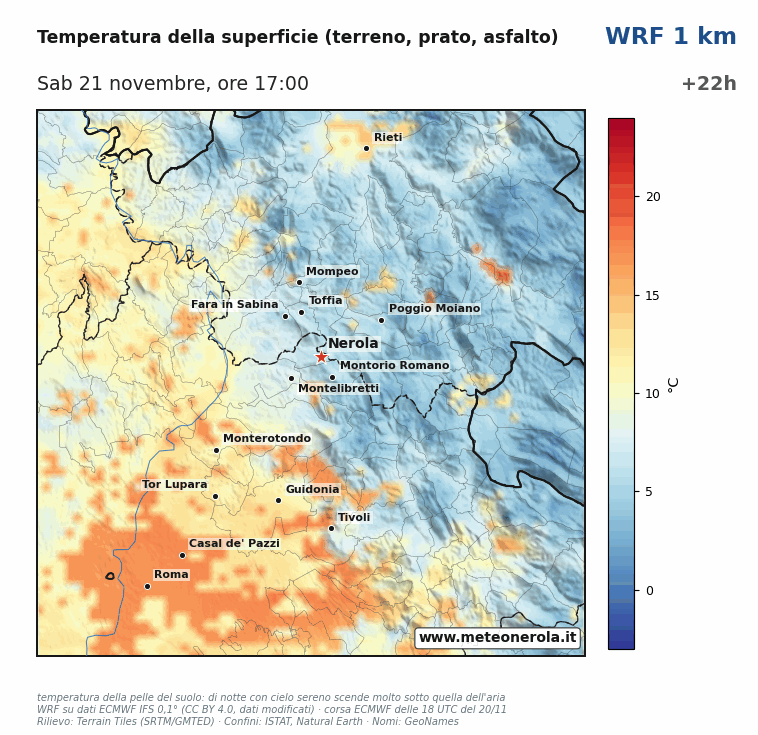 Temperatura della superficie (terreno, prato, asfalto)
WRF 1 km
Sab 21 novembre, ore 17:00
+22h
Rieti
20
Mompeo
Fara in Sabina
Toffia
Poggio Moiano
15
Nerola
Montorio Romano
Montelibretti
10
°C
Monterotondo
Tor Lupara
Guidonia
5
Tivoli
Casal de' Pazzi
Roma
0
www.meteonerola.it
temperatura della pelle del suolo: di notte con cielo sereno scende molto sotto quella dell'aria
WRF su dati ECMWF IFS 0,1° (CC BY 4.0, dati modificati) · corsa ECMWF delle 18 UTC del 20/11
Rilievo: Terrain Tiles (SRTM/GMTED) · Confini: ISTAT, Natural Earth · Nomi: GeoNames